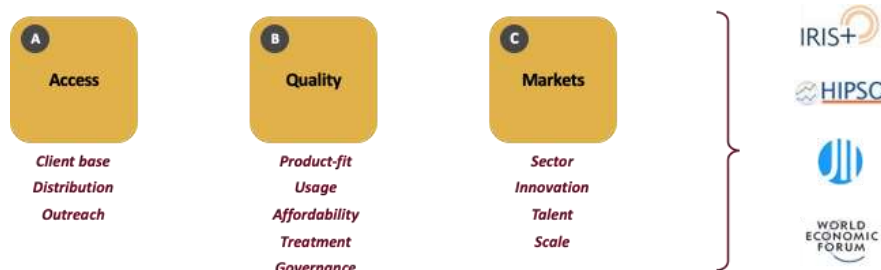 A
Access
Client base
Distribution
Outreach
B
Quality
Product-fit
Usage
Affordability
Treatment
Governance
C
Markets
Sector
Innovation
Talent
Scale
IRIS+
HIPSO
WORLD
ECONOMIC
FORUM